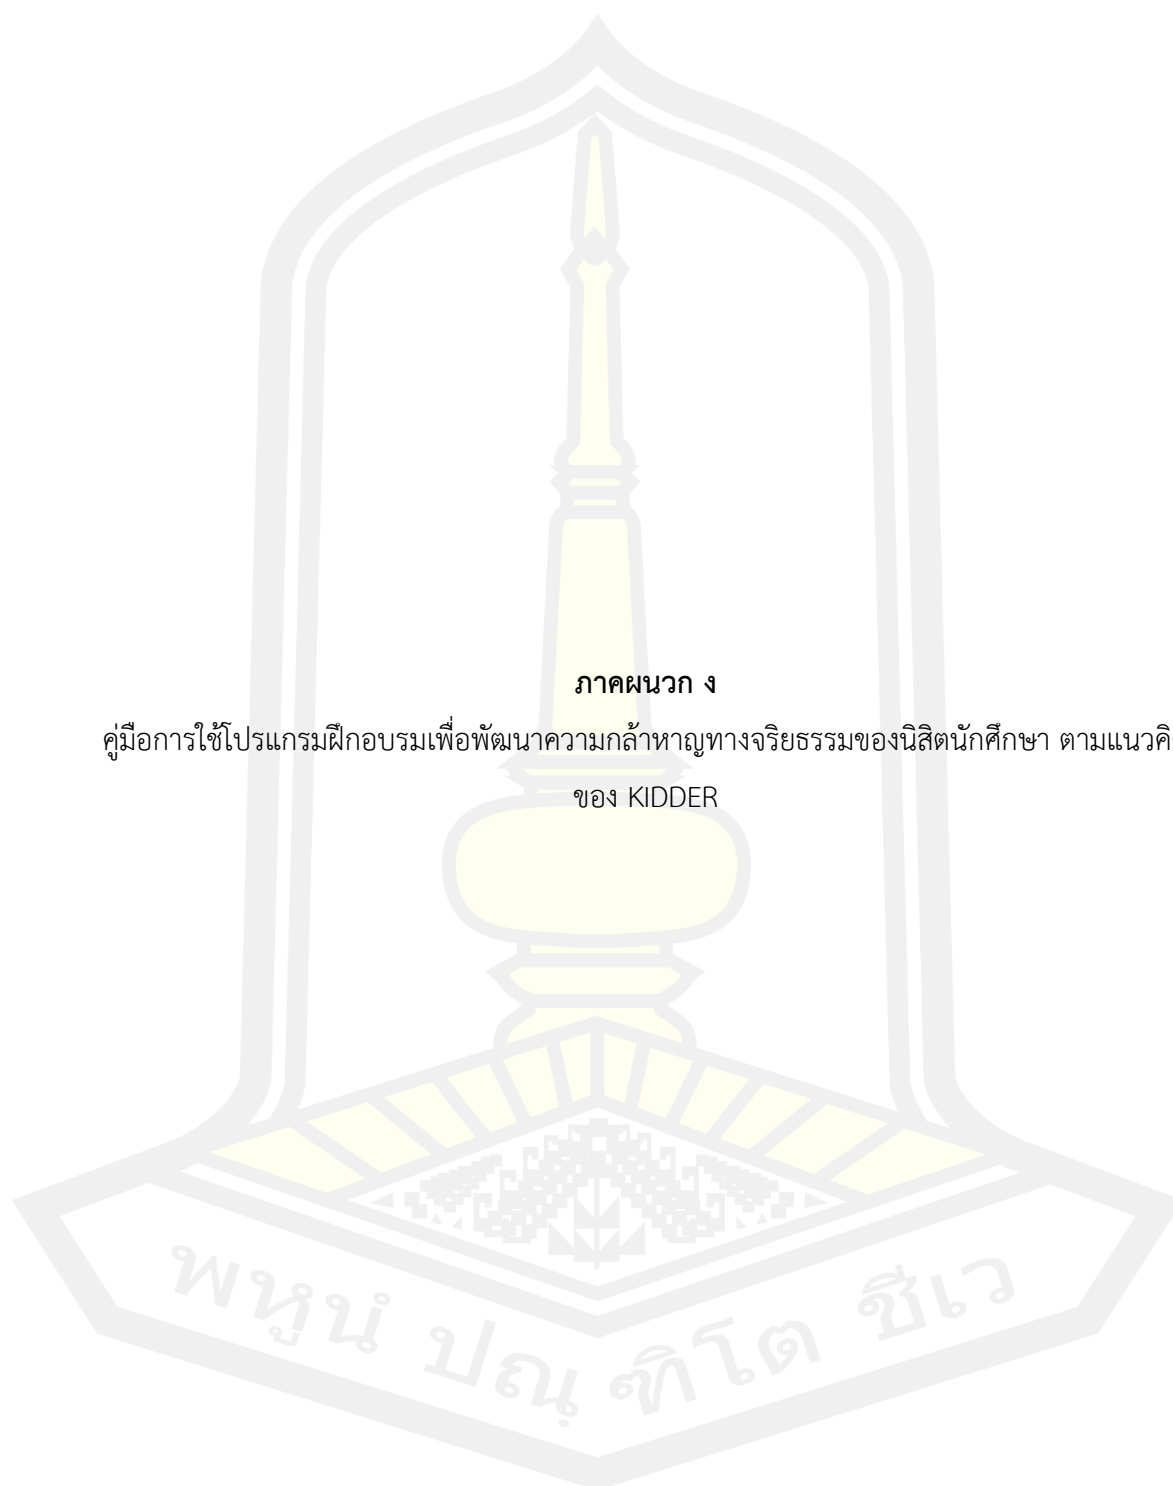 ภาคผนวก ง
คู่มือการใช้โปรแกรมฝึกอบรมเพื่อพัฒนาความกล้าหาญทางจริยธรรมของนิสิตนักศึกษา ตามแนวคิ
ของ KIDDER
พหูนํ ปณฺฑิโต ชีเว